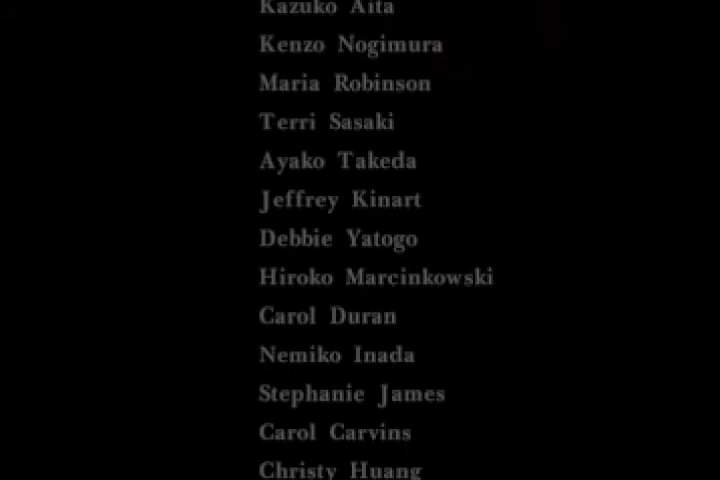 Kazuko Aita
Kenzo Nogimura
Maria Robinson
Terri Sasaki
Ayako Takeda
Jeffrey Kinart
Debbie Yatogo
Hiroko Marcinkowski
Carol Duran
Nemiko Inada
Stephanie James
Carol Carvins
Christy Huang